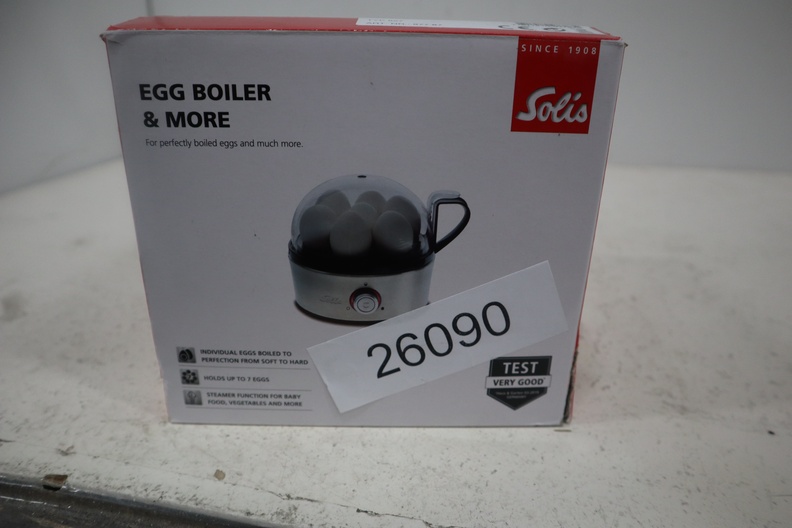 SINCE 1908
Solis
EGG BOILER
& MORE
For perfectly boiled eggs and much more.
26090
INDIVIDUAL EGGS BOILED TO
PERFECTION FROM SOFT TO HARD
HOLDS UP TO 7 EGGS
STEAMER FUNCTION FOR BABY
FOOD, VEGETABLES AND MORE
TEST
VERY GOOD